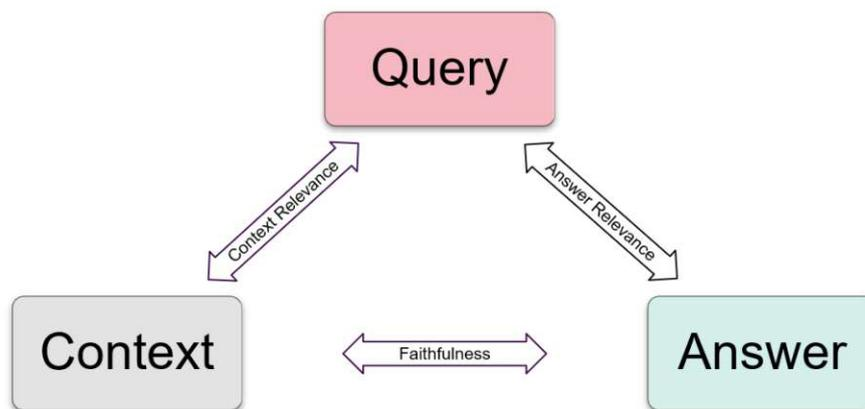 Query
Context Relevance
Answer Relevance
Context
Faithfulness
Answer